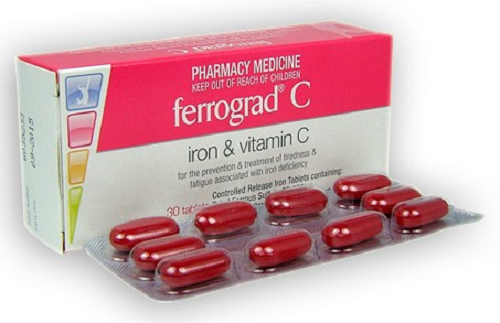 PHARMACY MEDICINE
KEEP OUT OF REACH OF CHILDREN
ferrograd® C
iron & vitamin C
for the prevention & treatment of tiredness &
fatigue associated with iron deficiency
Controlled Release Iron Tablets containing:
30 tablets